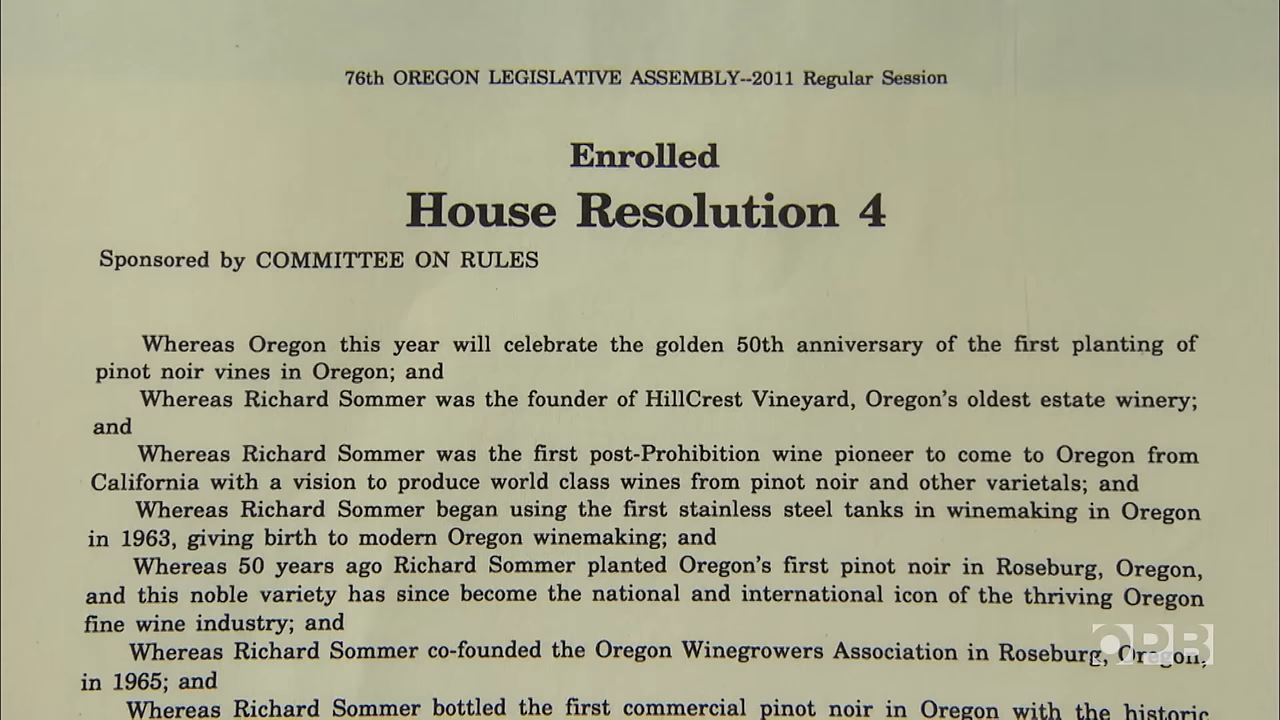 76th OREGON LEGISLATIVE ASSEMBLY--2011 Regular Session
Enrolled
House Resolution 4
Sponsored by COMMITTEE ON RULES
Whereas Oregon this year will celebrate the golden 50th anniversary of the first planting of
pinot noir vines in Oregon; and
Whereas Richard Sommer was the founder of HillCrest Vineyard, Oregon's oldest estate winery;
and
Whereas Richard Sommer was the first post-Prohibition wine pioneer to come to Oregon from
California with a vision to produce world class wines from pinot noir and other varietals; and
Whereas Richard Sommer began using the first stainless steel tanks in winemaking in Oregon
in 1963, giving birth to modern Oregon winemaking; and
Whereas 50 years ago Richard Sommer planted Oregon's first pinot noir in Roseburg, Oregon,
and this noble variety has since become the national and international icon of the thriving Oregon
fine wine industry; and
Whereas Richard Sommer co-founded the Oregon Winegrowers Association in Roseburg, Oregon,
in 1965; and
Whereas Richard Sommer bottled the first commercial pinot noir in Oregon with the historic
OPB